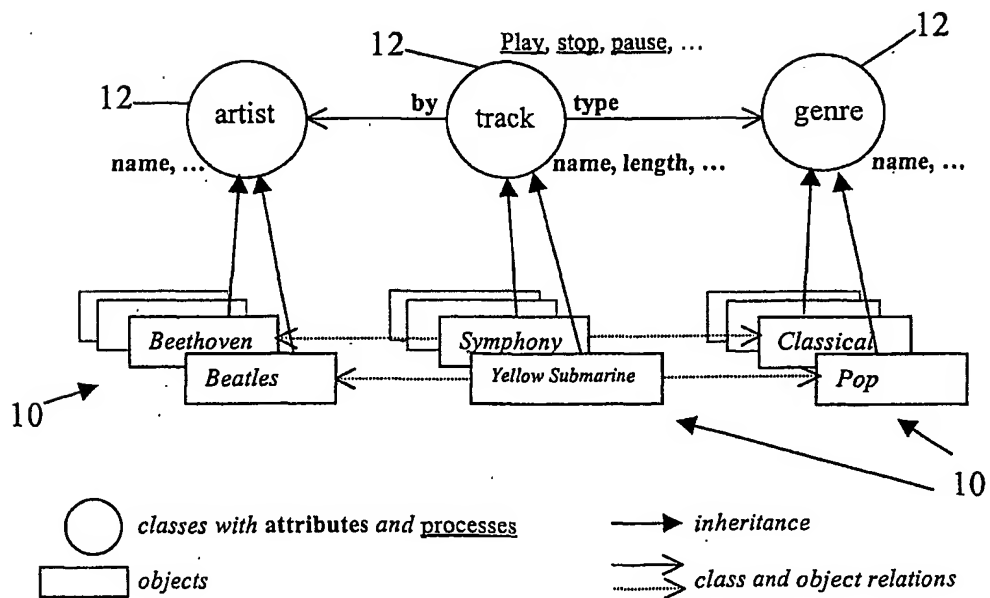 12
Play, stop, pause, ...
12
12
artist
by
track
type
genre
name, ...
name, length, ...
name, ...
Beethoven
Symphony
Classical
Beatles
Yellow Submarine
Pop
10
10
classes with attributes and processes
inheritance
objects
class and object relations